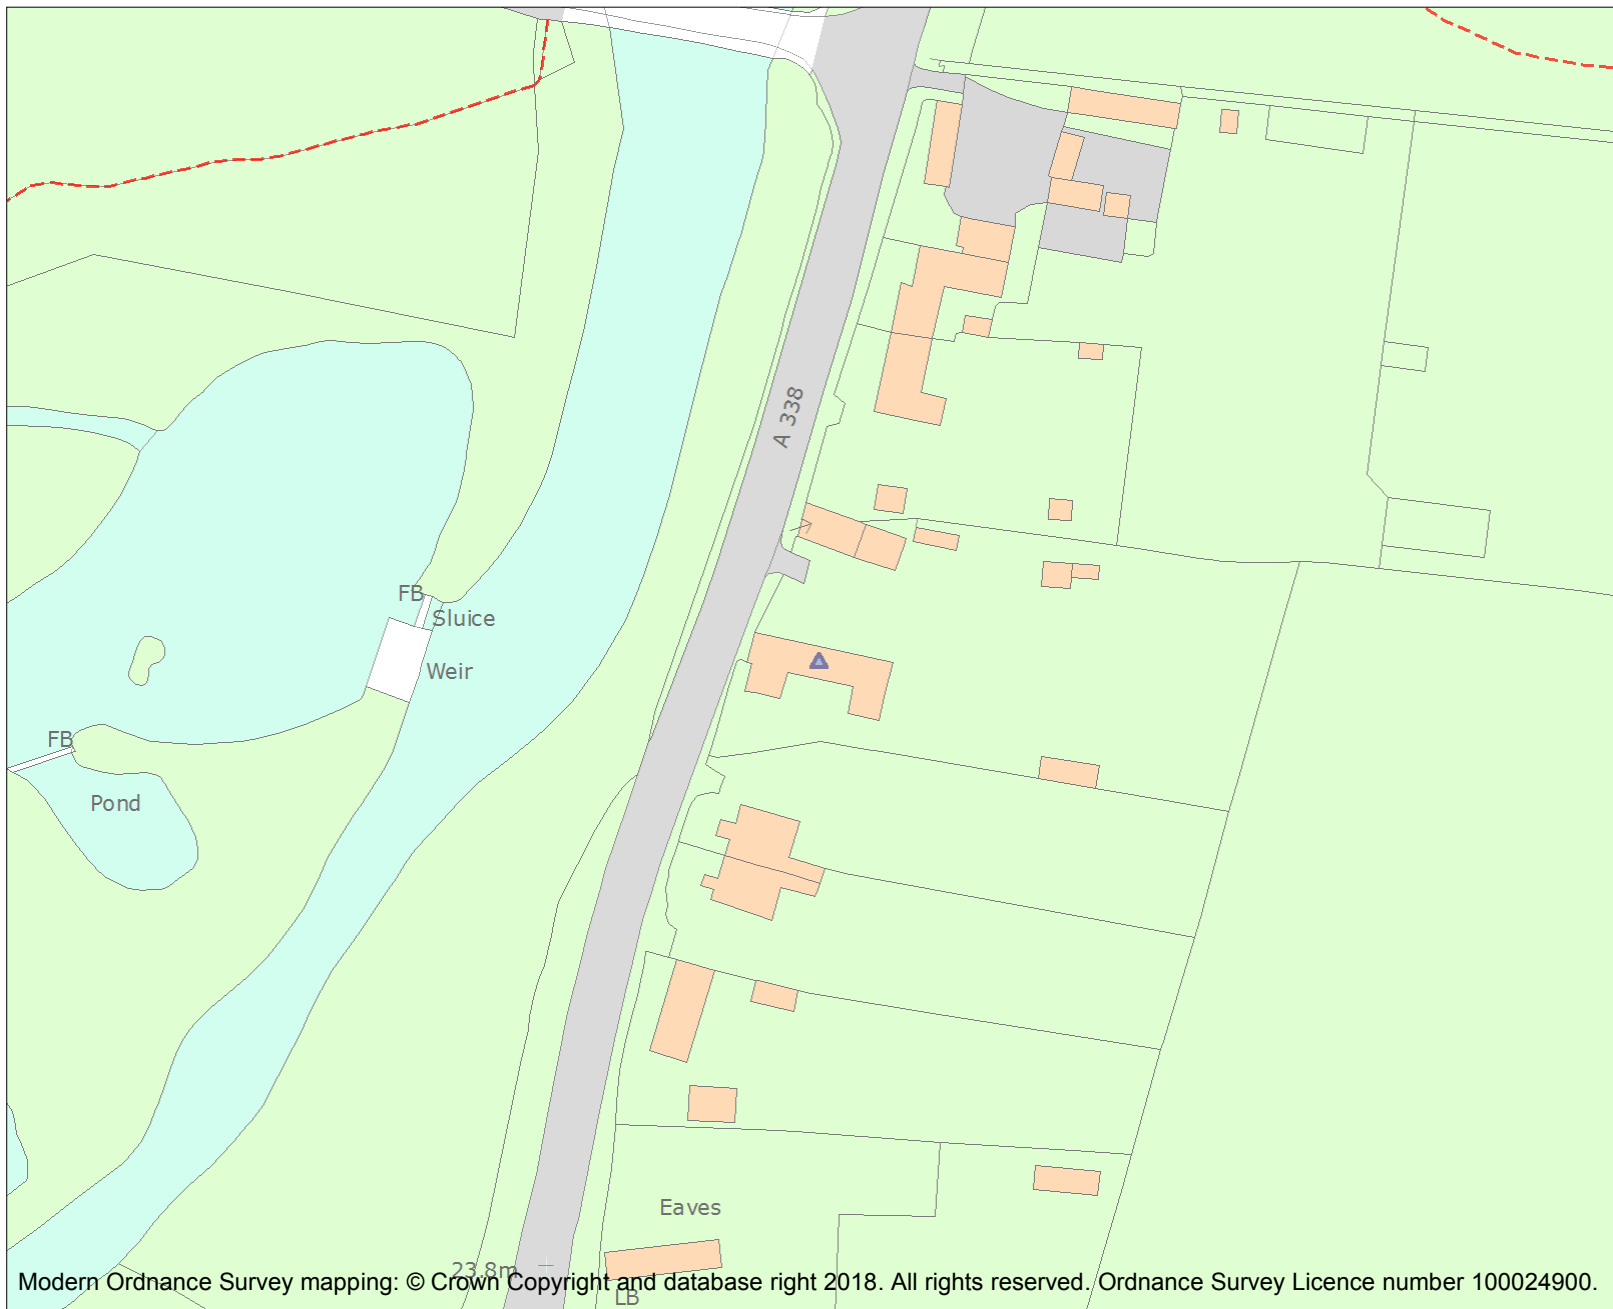 A 338
FB
Sluice
Weir
FB
Pond
Eaves
23.8m
LB
Modern Ordnance Survey mapping: © Crown Copyright and database right 2018. All rights reserved. Ordnance Survey Licence number 100024900.